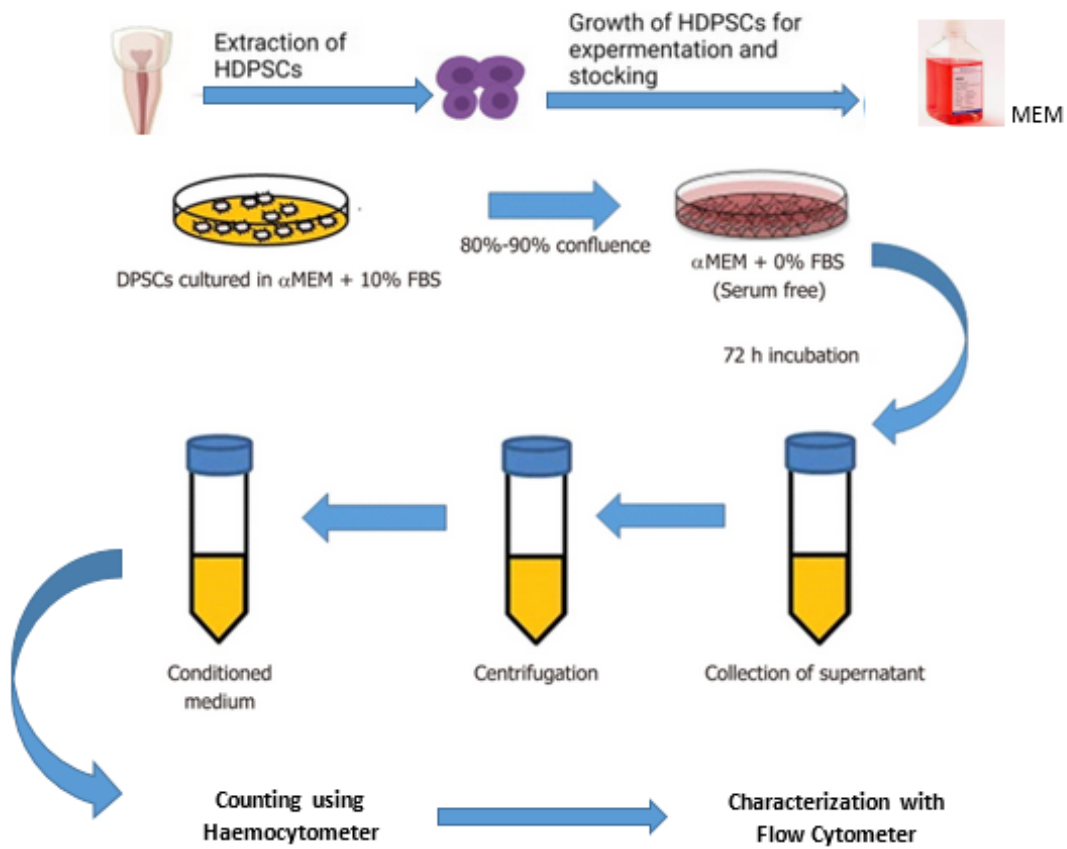 Extraction of
HDPSCs
Growth of HDPSCs for
expermentation and
stocking
MEM
DPSCs cultured in αMEM + 10% FBS
80%-90% confluence
αMEM + 0% FBS
(Serum free)
72 h incubation
Conditioned
medium
Centrifugation
Collection of supernatant
Counting using
Haemocytometer
Characterization with
Flow Cytometer